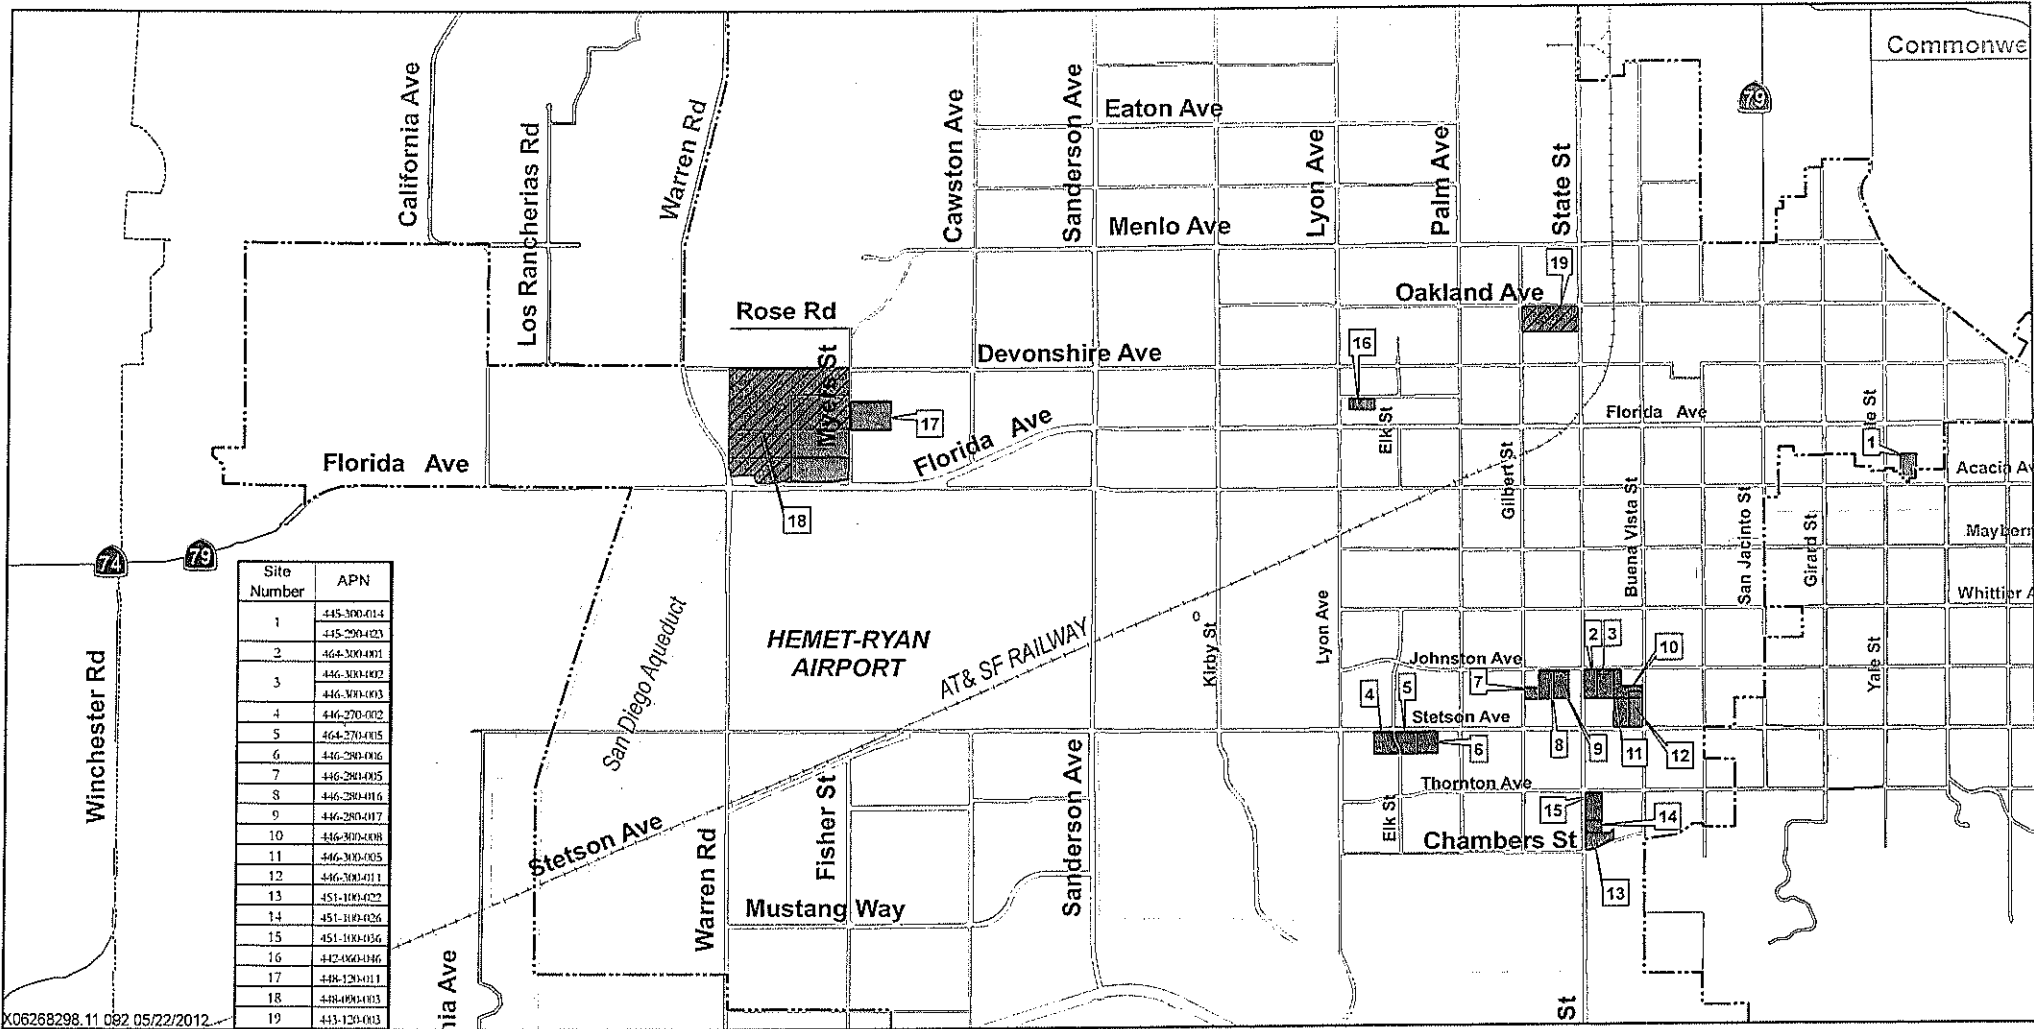 Commonwe
79
California Ave
Los Rancherias Rd
Warren Rd
Cawston Ave
Sanderson Ave
Eaton Ave
Lyon Ave
Palm Ave
State St
Menlo Ave
19
Oakland Ave
Rose Rd
Myers St
Devonshire Ave
16
17
Florida Ave
Florida Ave
Elk St
Florida Ave
1
Acacia Av
18
Gilbert St
Buena Vista St
San Jacinto St
Girard St
Mayberr
Whittier A
74
79
Winchester Rd
San Diego Aqueduct
HEMET-RYAN
AIRPORT
AT& SF RAILWAY
0
Kirby St
Lyon Ave
Johnston Ave
2 3
10
7
4 5
Stetson Ave
6
8
9
11
12
Yale St
Thornton Ave
15
14
Elk St
Chambers St
13
Stetson Ave
Warren Rd
Fisher St
Sanderson Ave
Mustang Way
nia Ave
St
Site Number APN
1 445-300-014
445-290-023
2 464-300-001
3 446-300-002
446-300-003
4 446-270-002
5 464-270-005
6 446-280-006
7 446-280-005
8 446-280-016
9 446-280-017
10 446-300-008
11 446-300-005
12 446-300-011
13 451-100-022
14 451-100-026
15 451-100-036
16 442-060-046
17 448-120-011
18 448-090-003
19 443-120-003
X06268298.11 092 05/22/2012